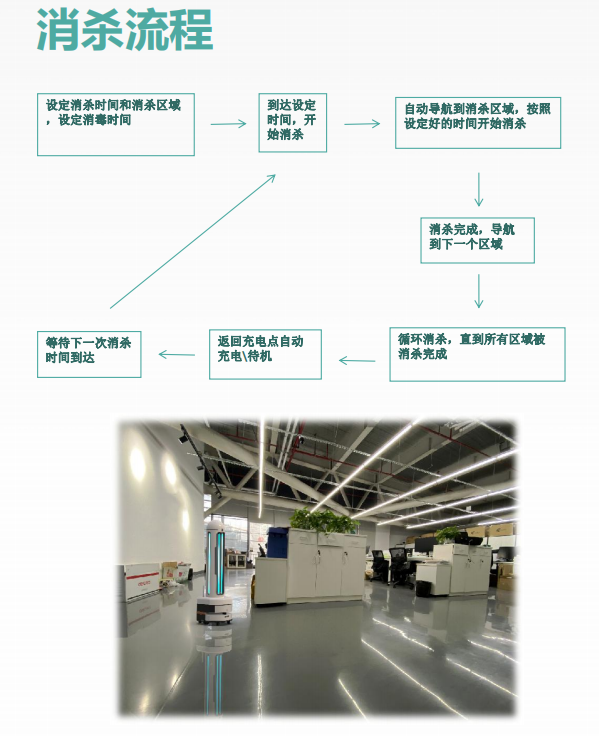 消杀流程
设定消杀时间和消杀区域
，设定消毒时间
到达设定
时间，开
始消杀
自动导航到消杀区域，按照
设定好的时间开始消杀
消杀完成，导航
到下一个区域
循环消杀，直到所有区域被
消杀完成
返回充电点自动
充电\待机
等待下一次消杀
时间到达